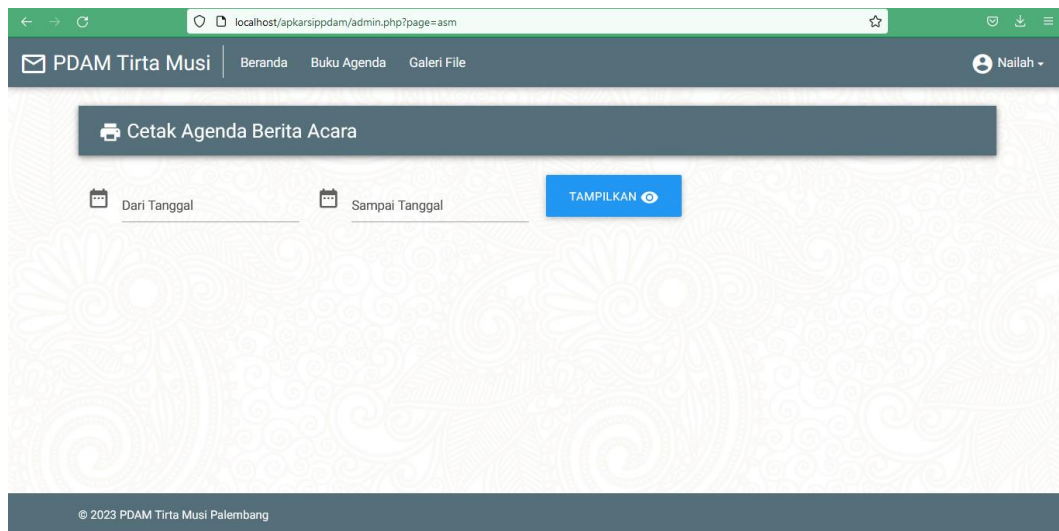 localhost/apkarsippdam/admin.php?page=asm
PDAM Tirta Musi Beranda Buku Agenda Galeri File Nailah
Cetak Agenda Berita Acara
Dari Tanggal Sampai Tanggal TAMPILKAN
© 2023 PDAM Tirta Musi Palembang